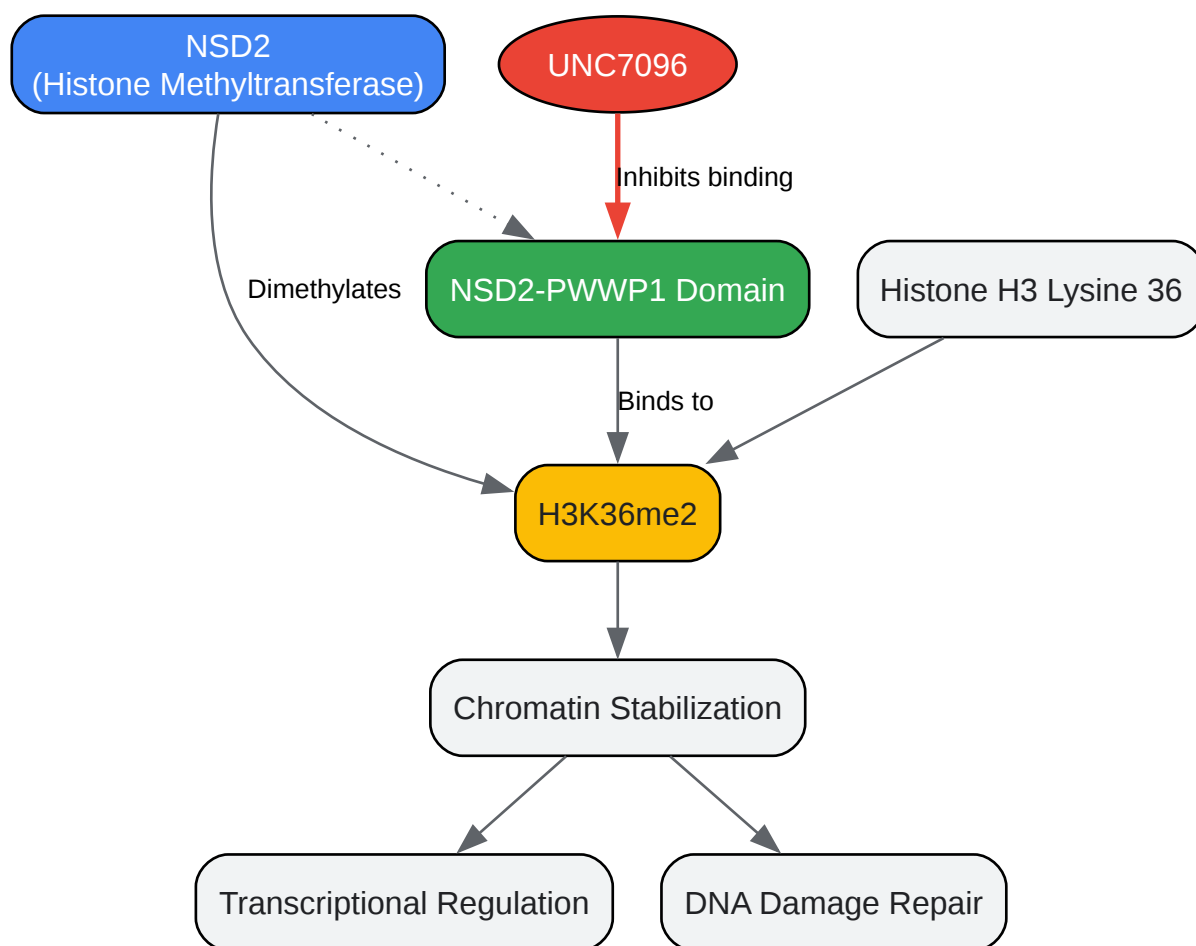 NSD2
(Histone Methyltransferase)
UNC7096
Inhibits binding
Dimethylates
NSD2-PWWP1 Domain
Histone H3 Lysine 36
Binds to
H3K36me2
Chromatin Stabilization
Transcriptional Regulation
DNA Damage Repair